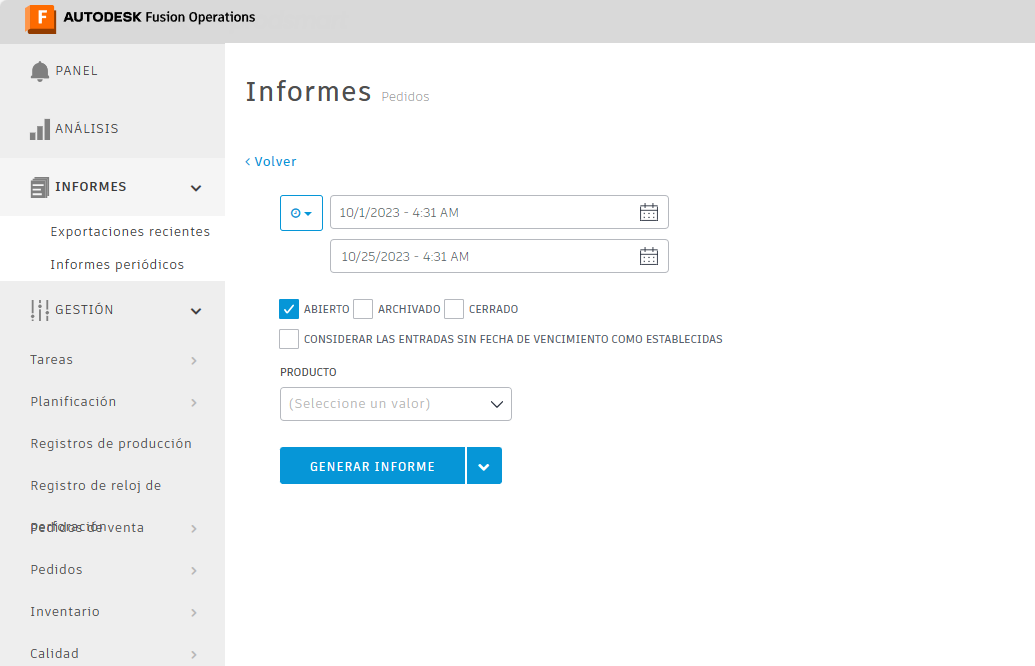 F AUTODESK Fusion Operations
PANEL
ANÁLISIS
INFORMES
Exportaciones recientes
Informes periódicos
GESTIÓN
Tareas
Planificación
Registros de producción
Registro de reloj de
perforación
Pedidos de venta
Pedidos
Inventario
Calidad
Informes Pedidos
‹ Volver
10/1/2023 - 4:31 AM
10/25/2023 - 4:31 AM
ABIERTO ARCHIVADO CERRADO
CONSIDERAR LAS ENTRADAS SIN FECHA DE VENCIMIENTO COMO ESTABLECIDAS
PRODUCTO
(Seleccione un valor)
GENERAR INFORME